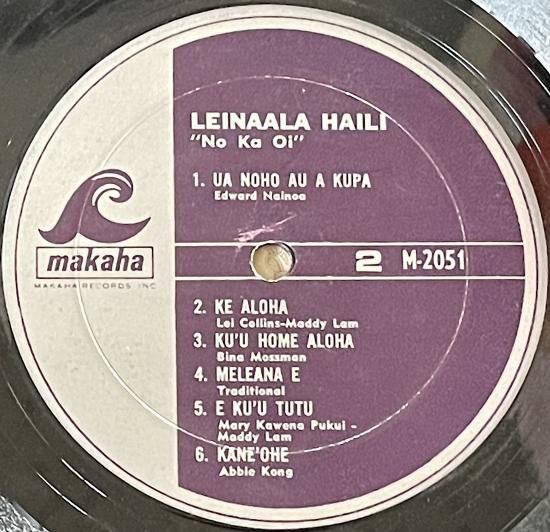 LEINAALA HAILI
"No Ka Oi"
1. UA NOHO AU A KUPA
Edward Nainoa
makaha
2 M-2051
MAKAHA RECORDS INC
2. KE ALOHA
Lei Collins-Maddy Lam
3. KU'U HOME ALOHA
Bina Mossman
4. MELEANA E
Traditional
5. E KU'U TUTU
Mary Kawena Pukui -
Maddy Lam
6. KANE'OHE
Abbie Kong